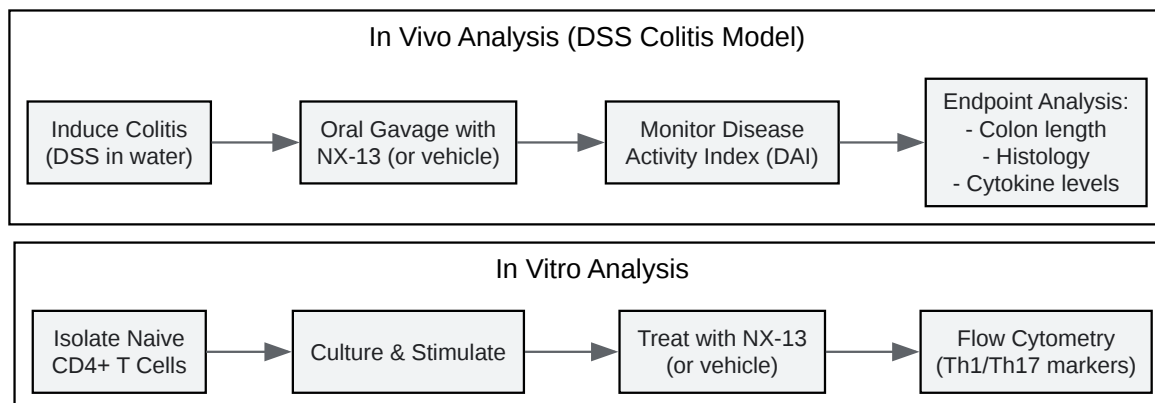 In Vivo Analysis (DSS Colitis Model)
Induce Colitis
(DSS in water)
Oral Gavage with
NX-13 (or vehicle)
Monitor Disease
Activity Index (DAI)
Endpoint Analysis:
- Colon length
- Histology
- Cytokine levels
In Vitro Analysis
Isolate Naive
CD4+ T Cells
Culture & Stimulate
Treat with NX-13
(or vehicle)
Flow Cytometry
(Th1/Th17 markers)